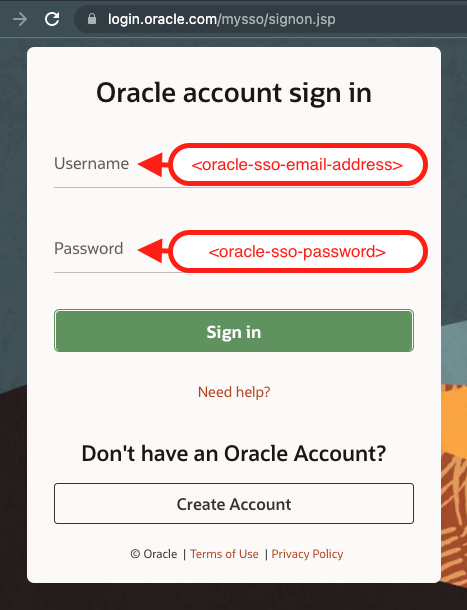 login.oracle.com/mysso/signon.jsp
Oracle account sign in
Username <oracle-sso-email-address>
Password <oracle-sso-password>
Sign in
Need help?
Don't have an Oracle Account?
Create Account
© Oracle | Terms of Use | Privacy Policy